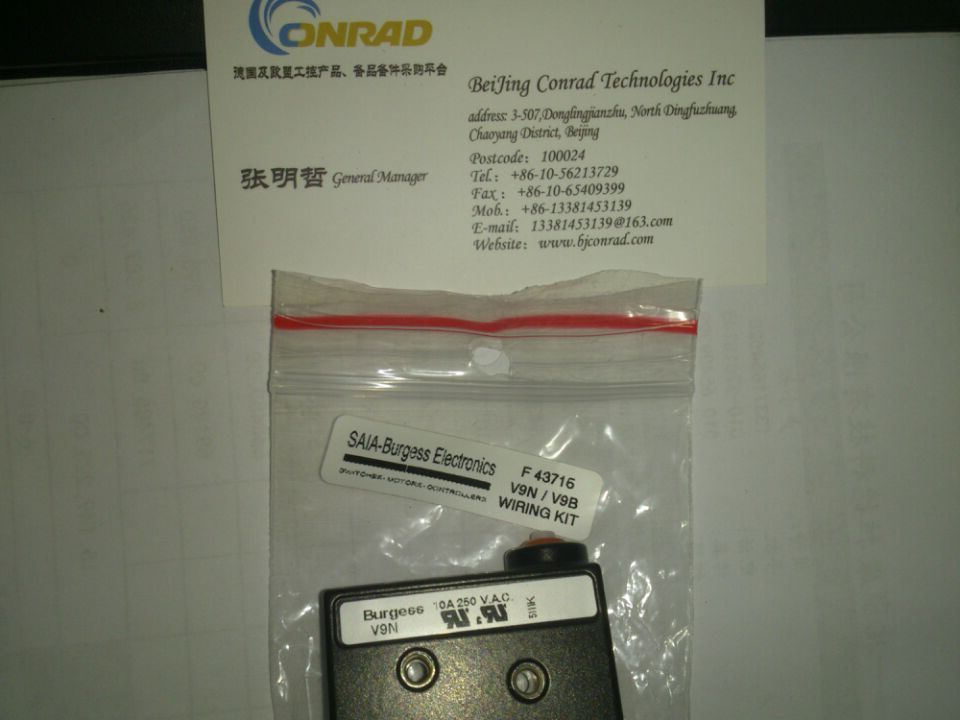 CONRAD
德国及欧盟工控产品、备品备件采购平台
张明哲 General Manager
BeiJing Conrad Technologies Inc
address: 3-507,Donglingjianzhu, North Dingfuzhuang,
Chaoyang District, Beijing
Postcode: 100024
Tel.: +86-10-56213729
Fax : +86-10-65409399
Mob.: +86-13381453139
E-mail: 13381453139@163.com
Website: www.bjconrad.com
SAIA-Burgess Electronics
SWITCHES-MOTORS-CONTROLLERS
F 43716
V9N / V9B
WIRING KIT
Burgess
V9N
10A 250 V.A.C.